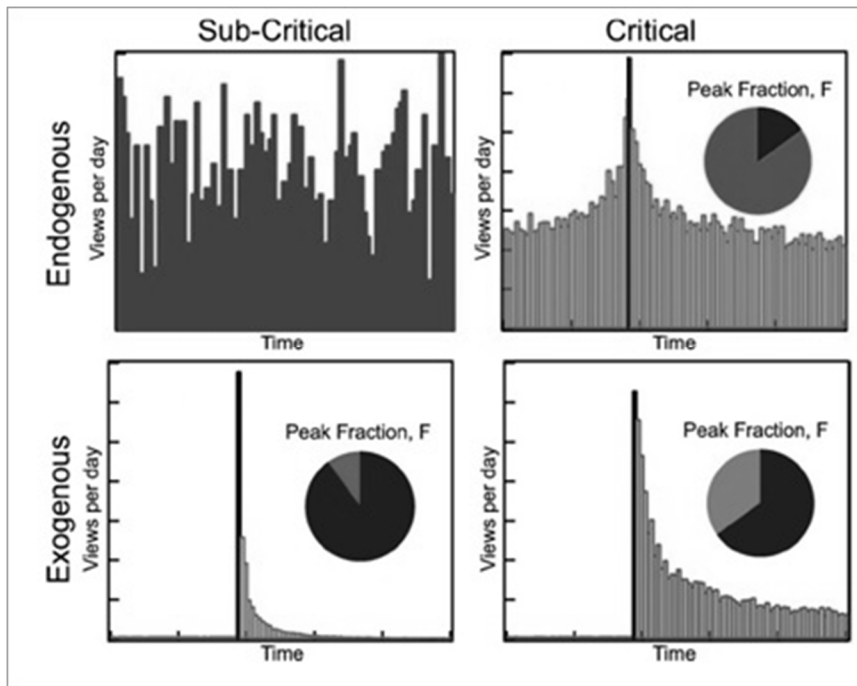 Sub-Critical
Critical
Endogenous
Views per day
Time
Views per day
Peak Fraction, F
Time
Exogenous
Views per day
Peak Fraction, F
Time
Views per day
Peak Fraction, F
Time